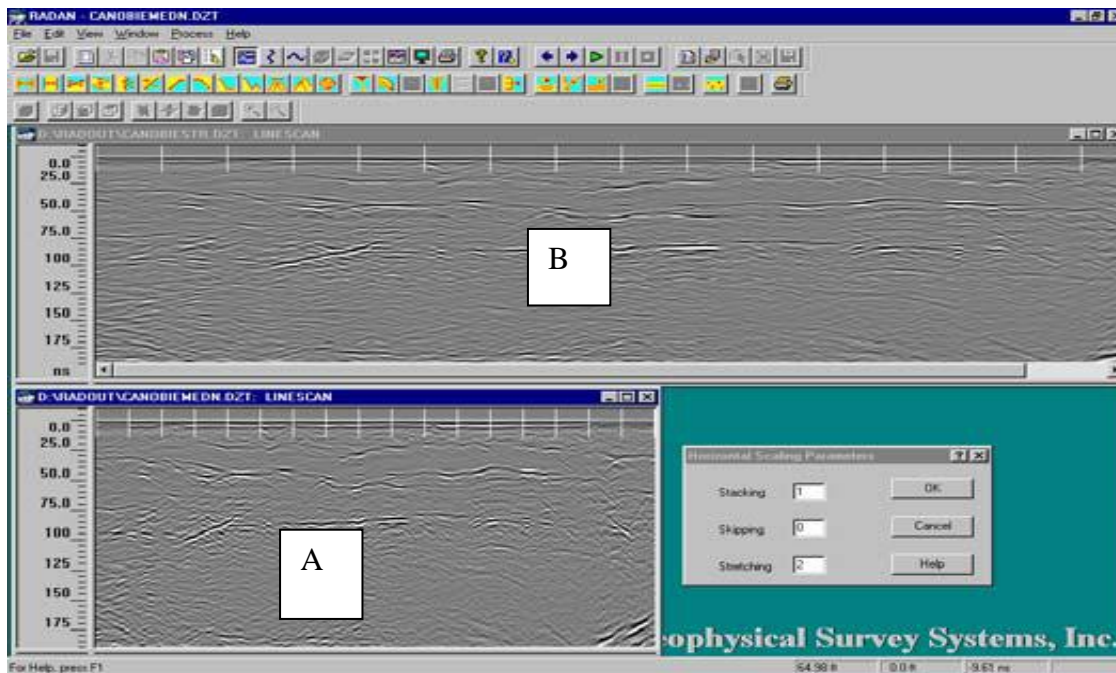 RADAN - CANOBIEMEDN.DZT
File Edit View Window Process Help
D:\RADOUT\CANOBIESTR.DZT: LINESCAN
0.0
25.0
50.0
75.0
100
125
150
175
ns
B
D:\RADOUT\CANOBIEMEDN.DZT: LINESCAN
0.0
25.0
50.0
75.0
100
125
150
175
A
Horizontal Scaling Parameters
Stacking 1 OK
Skipping 0 Cancel
Stretching 2 Help
eophysical Survey Systems, Inc.
For Help, press F1 64.98 ft 0.0 ft -9.61 ns